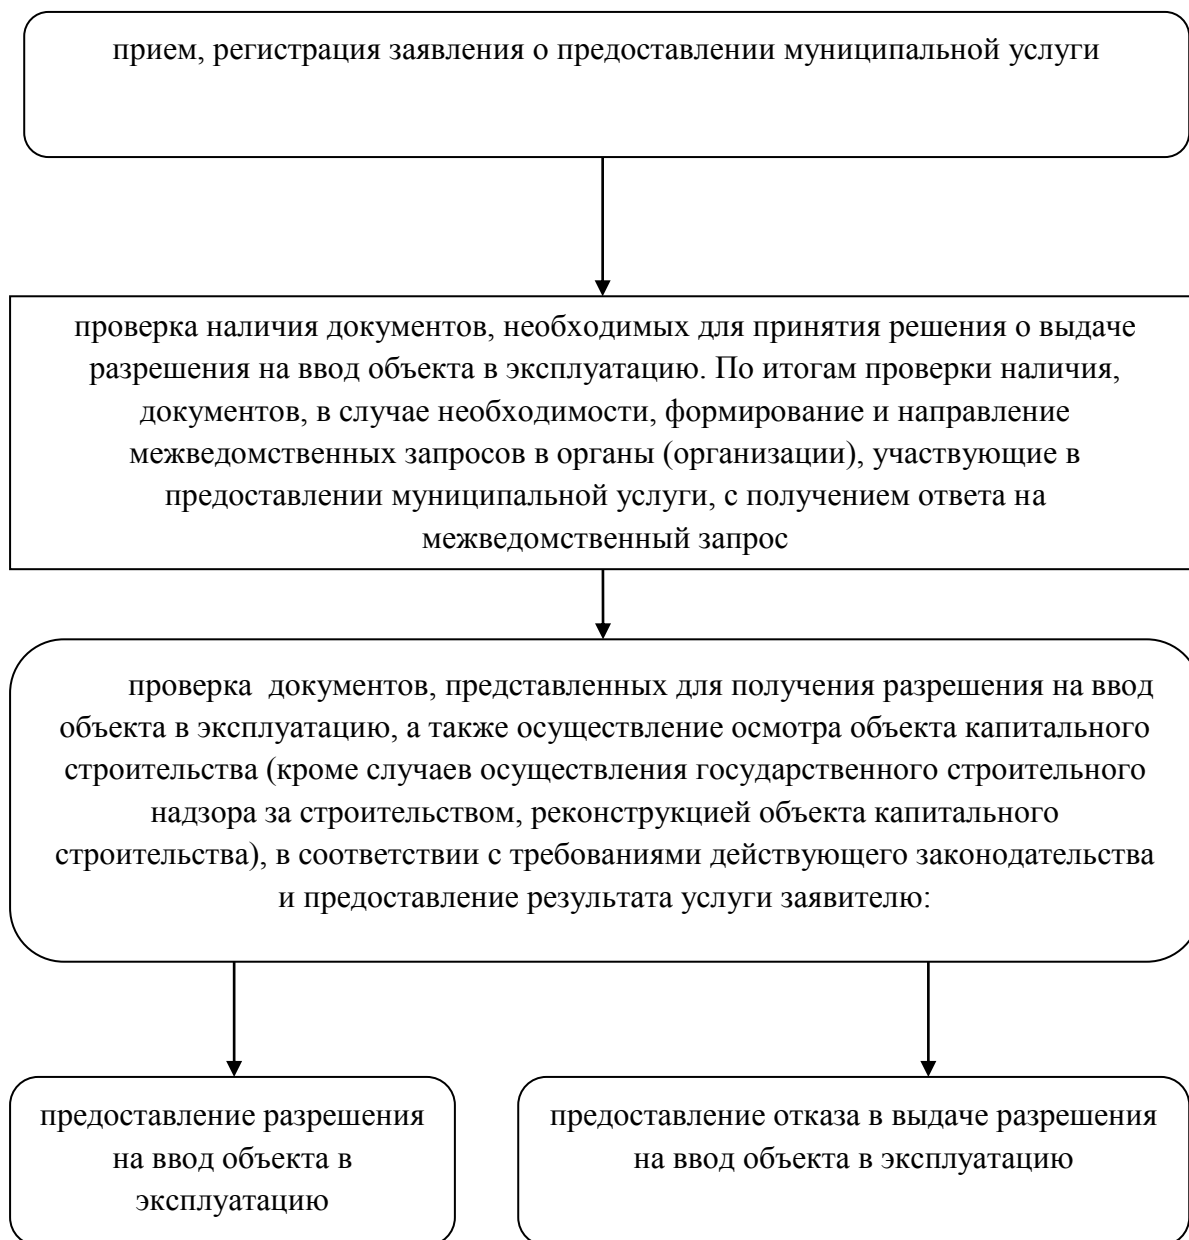 прием, регистрация заявления о предоставлении муниципальной услуги
проверка наличия документов, необходимых для принятия решения о выдаче
разрешения на ввод объекта в эксплуатацию. По итогам проверки наличия,
документов, в случае необходимости, формирование и направление
межведомственных запросов в органы (организации), участвующие в
предоставлении муниципальной услуги, с получением ответа на
межведомственный запрос
проверка  документов, представленных для получения разрешения на ввод
объекта в эксплуатацию, а также осуществление осмотра объекта капитального
строительства (кроме случаев осуществления государственного строительного
надзора за строительством, реконструкцией объекта капитального
строительства), в соответствии с требованиями действующего законодательства
и предоставление результата услуги заявителю:
предоставление разрешения
на ввод объекта в
эксплуатацию
предоставление отказа в выдаче разрешения
на ввод объекта в эксплуатацию